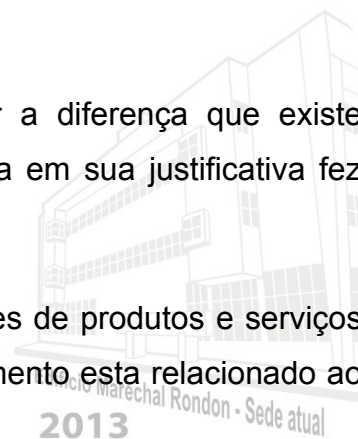 r a diferença que existe
a em sua justificativa fez
es de produtos e serviços
mento esta relacionado ao
Edifício Marechal Rondon - Sede atual
2013